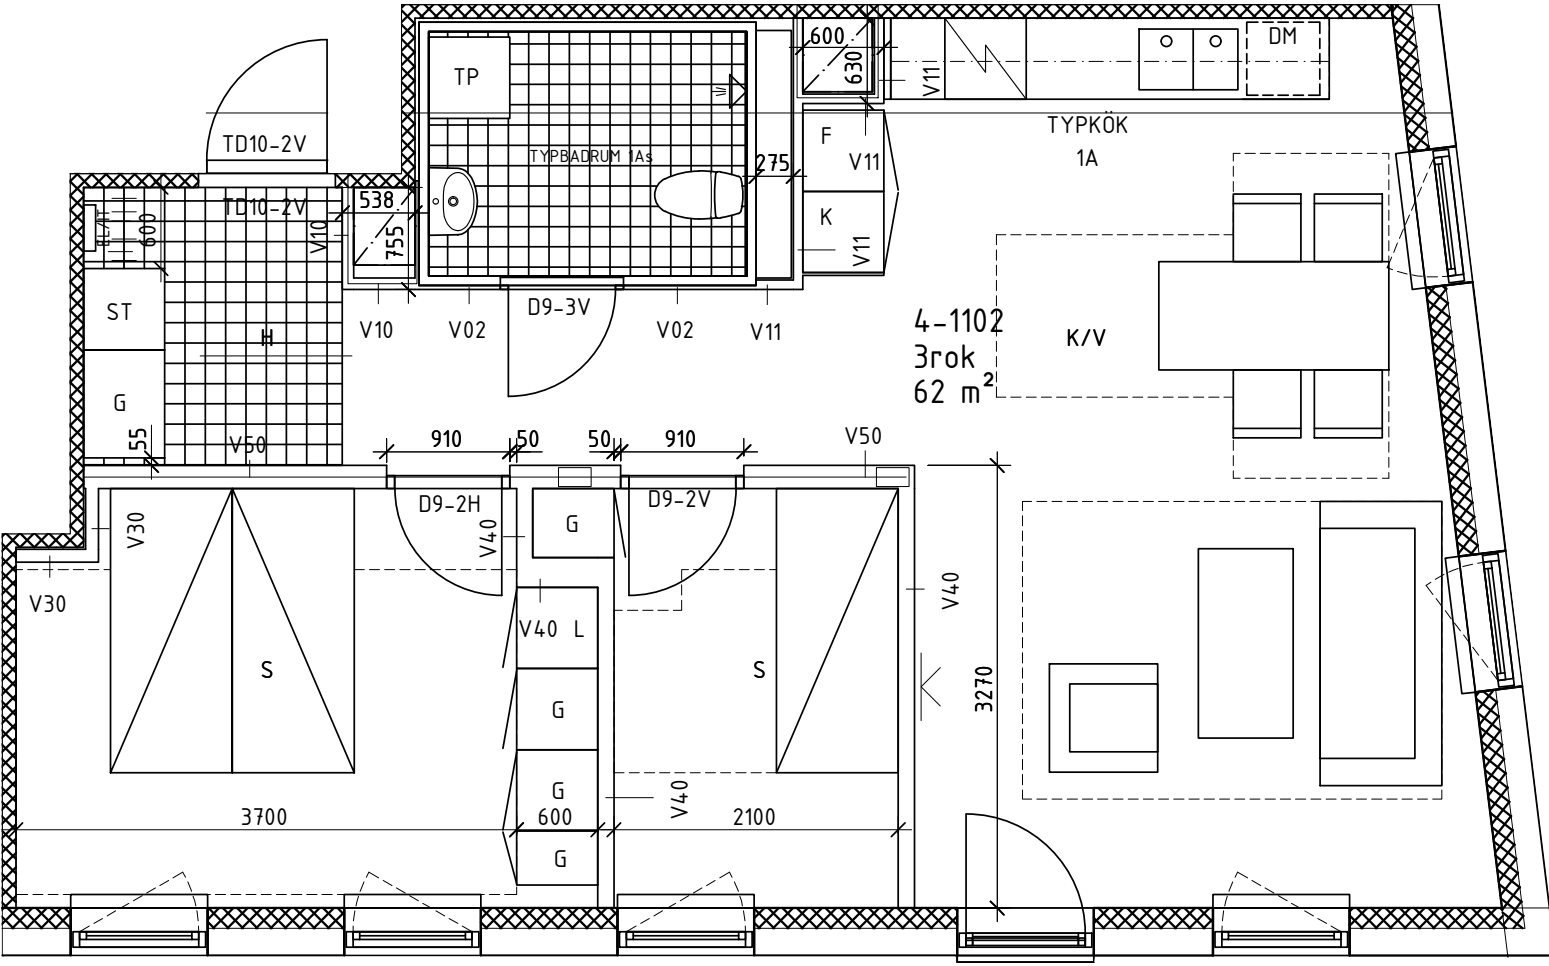 600
DM
TP
630
V11
TYPKÖK
1A
TD10-2V
TYPBADRUM 1As
275
F
V11
TD10-2V
538
EL/IT
600
V10
755
K
V11
ST
H
V10
V02
D9-3V
V02
V11
4-1102
3rok
62 m²
K/V
G
55
V50
910
50
50
910
V50
V30
D9-2H
V40
G
D9-2V
V30
V40
L
V40
S
G
S
3270
G
V40
3700
600
2100
G